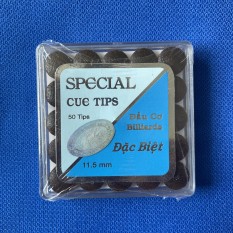 SPECIAL
CUE TIPS
50 Tips
Đầu Cơ
Billiards
Đặc Biệt
11.5 mm